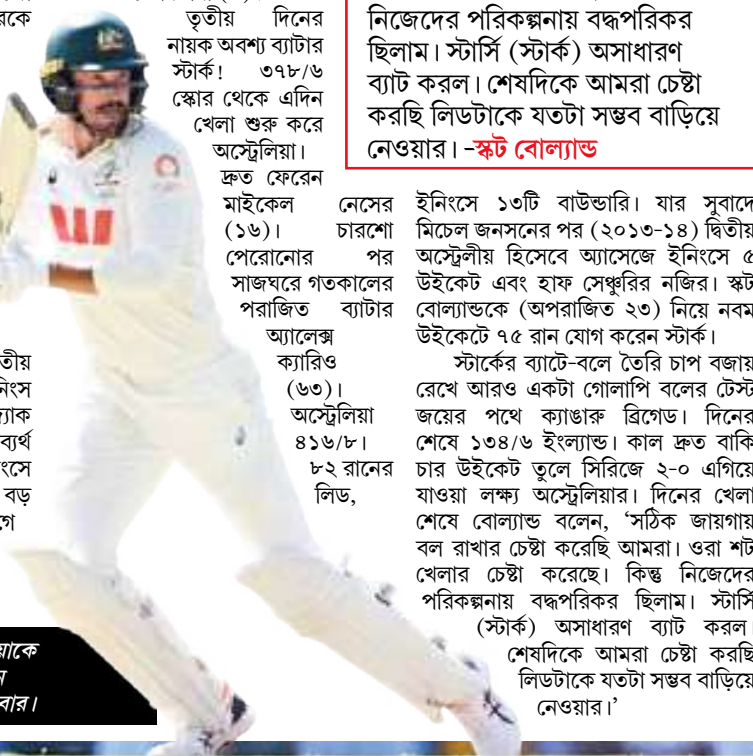 রকে
তীয়
নিংস
্যাক
ব্যর্থ
ংসে
বড়
গে
য়াকে
ন
বার।
তৃতীয় দিনের
নায়ক অবশ্য ব্যাটার
স্টার্ক! ৩৭৮/৬
স্কোর থেকে এদিন
খেলা শুরু করে
অস্ট্রেলিয়া।
দ্রুত ফেরেন
মাইকেল নেসের
(১৬)। চারশো
পেরোনোর পর
সাজঘরে গতকালের
পরাজিত ব্যাটার
অ্যালেক্স
ক্যারিও
(৬৩)।
অস্ট্রেলিয়া
৪১৬/৮।
৮২ রানের
লিড,
নিজেদের পরিকল্পনায় বদ্ধপরিকর
ছিলাম। স্টার্সি (স্টার্ক) অসাধারণ
ব্যাট করল। শেষদিকে আমরা চেষ্টা
করছি লিডটাকে যতটা সম্ভব বাড়িয়ে
নেওয়ার। -স্কট বোল্যান্ড
ইনিংসে ১৩টি বাউন্ডারি। যার সুবাদে
মিচেল জনসনের পর (২০১৩-১৪) দ্বিতীয়
অস্ট্রেলীয় হিসেবে অ্যাসেজে ইনিংসে ৫
উইকেট এবং হাফ সেঞ্চুরির নজির। স্কট
বোল্যান্ডকে (অপরাজিত ২৩) নিয়ে নবম
উইকেটে ৭৫ রান যোগ করেন স্টার্ক।
স্টার্কের ব্যাটে-বলে তৈরি চাপ বজায়
রেখে আরও একটা গোলাপি বলের টেস্ট
জয়ের পথে ক্যাঙারু ব্রিগেড। দিনের
শেষে ১৩৪/৬ ইংল্যান্ড। কাল দ্রুত বাকি
চার উইকেট তুলে সিরিজে ২-০ এগিয়ে
যাওয়া লক্ষ্য অস্ট্রেলিয়ার। দিনের খেলা
শেষে বোল্যান্ড বলেন, ‘সঠিক জায়গায়
বল রাখার চেষ্টা করেছি আমরা। ওরা শট
খেলার চেষ্টা করেছে। কিন্তু নিজেদের
পরিকল্পনায় বদ্ধপরিকর ছিলাম। স্টার্সি
(স্টার্ক) অসাধারণ ব্যাট করল।
শেষদিকে আমরা চেষ্টা করছি
লিডটাকে যতটা সম্ভব বাড়িয়ে
নেওয়ার।’